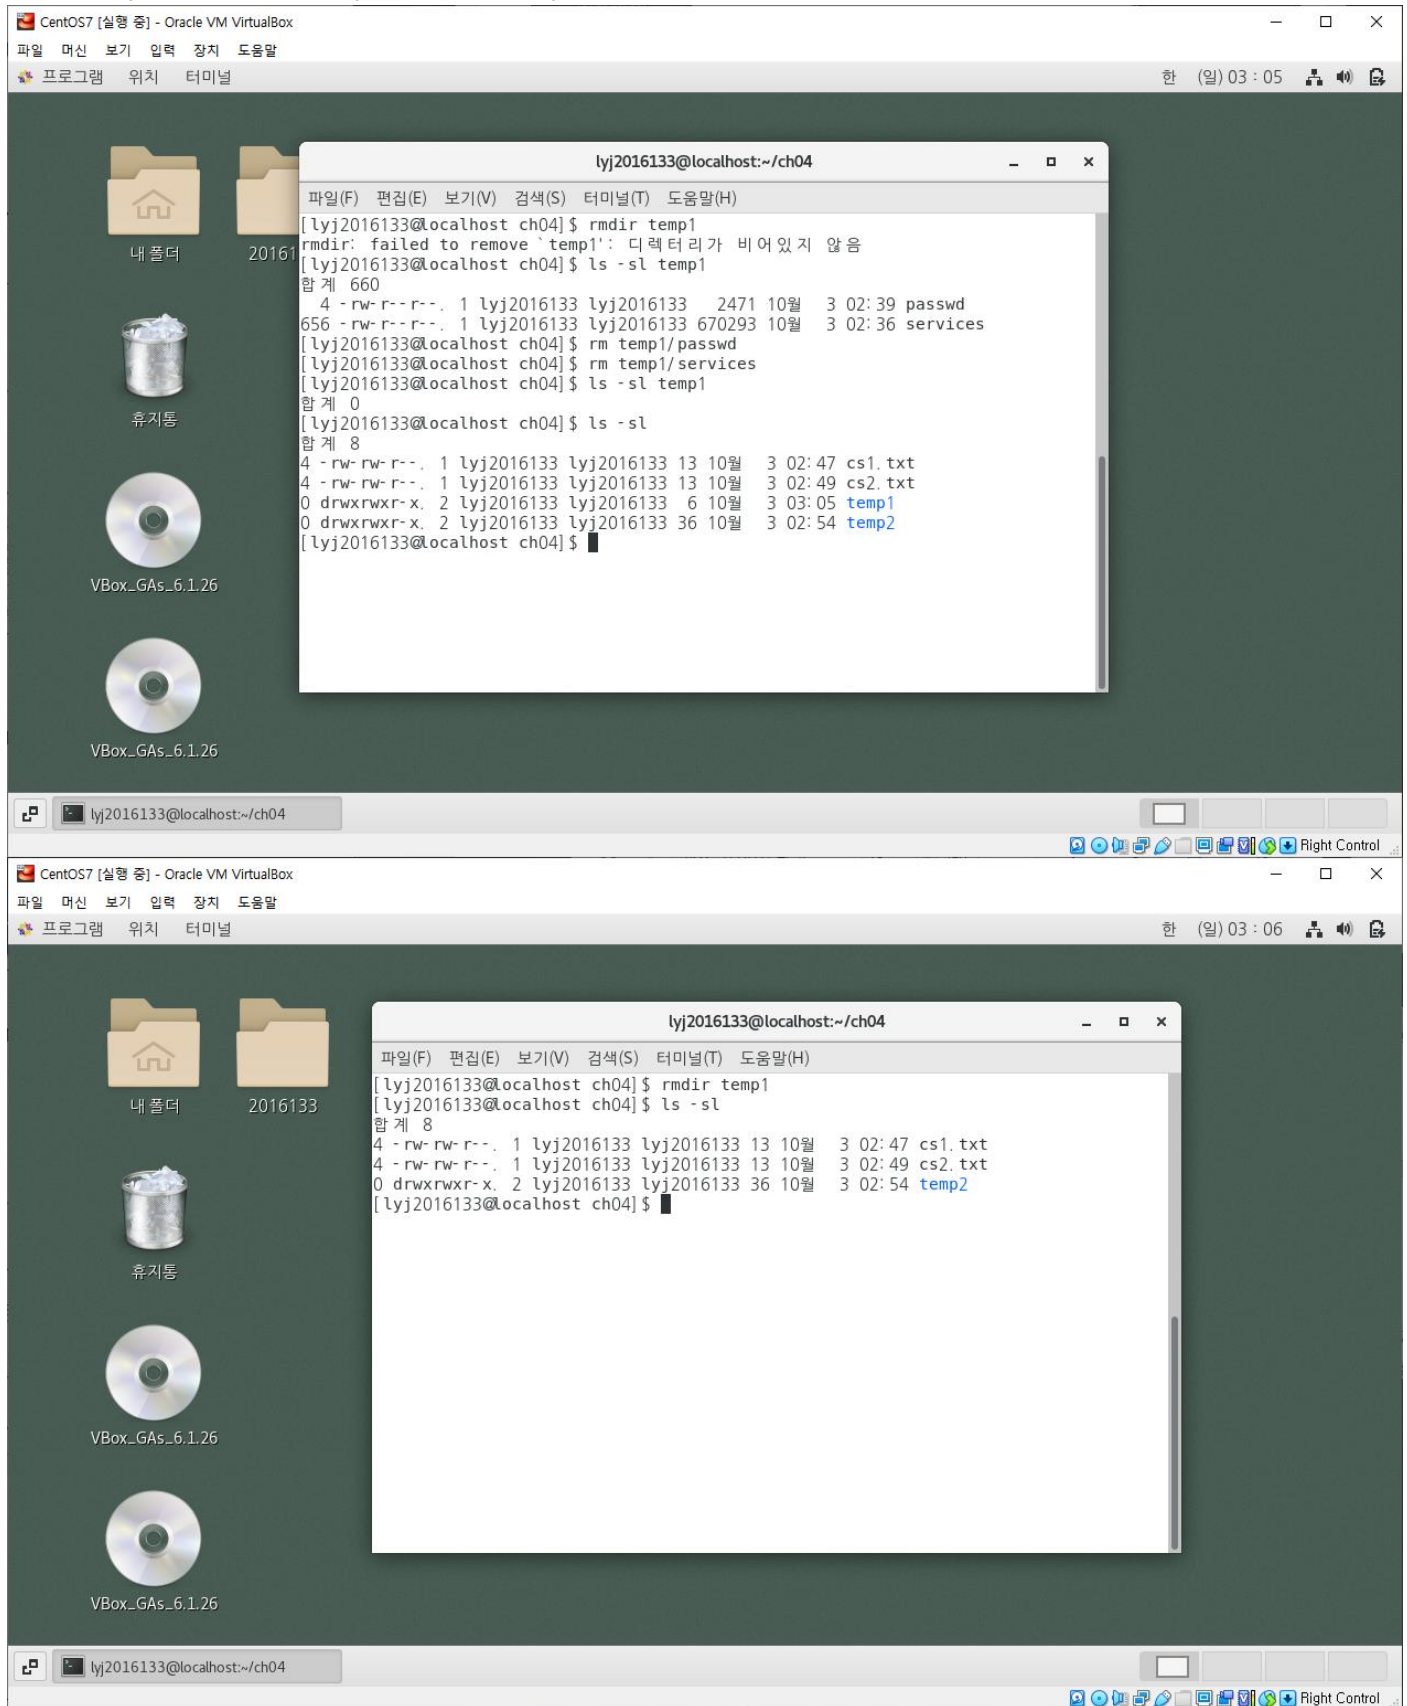 CentOS7 [실행 중] - Oracle VM VirtualBox
파일 머신 보기 입력 장치 도움말
프로그램 위치 터미널 한 (일) 03 : 05
내 폴더
20161
휴지통
VBox_GAs_6.1.26
VBox_GAs_6.1.26
lyj2016133@localhost:~/ch04
파일(F) 편집(E) 보기(V) 검색(S) 터미널(T) 도움말(H)
[lyj2016133@localhost ch04]$ rmdir temp1
rmdir: failed to remove `temp1': 디렉터리가 비어있지 않음
[lyj2016133@localhost ch04]$ ls -sl temp1
합계 660
4 -rw-r--r--. 1 lyj2016133 lyj2016133 2471 10월 3 02:39 passwd
656 -rw-r--r--. 1 lyj2016133 lyj2016133 670293 10월 3 02:36 services
[lyj2016133@localhost ch04]$ rm temp1/passwd
[lyj2016133@localhost ch04]$ rm temp1/services
[lyj2016133@localhost ch04]$ ls -sl temp1
합계 0
[lyj2016133@localhost ch04]$ ls -sl
합계 8
4 -rw-rw-r--. 1 lyj2016133 lyj2016133 13 10월 3 02:47 cs1.txt
4 -rw-rw-r--. 1 lyj2016133 lyj2016133 13 10월 3 02:49 cs2.txt
0 drwxrwxr-x. 2 lyj2016133 lyj2016133 6 10월 3 03:05 temp1
0 drwxrwxr-x. 2 lyj2016133 lyj2016133 36 10월 3 02:54 temp2
[lyj2016133@localhost ch04]$
lyj2016133@localhost:~/ch04
Right Control
CentOS7 [실행 중] - Oracle VM VirtualBox
파일 머신 보기 입력 장치 도움말
프로그램 위치 터미널 한 (일) 03 : 06
내 폴더
2016133
휴지통
VBox_GAs_6.1.26
VBox_GAs_6.1.26
lyj2016133@localhost:~/ch04
파일(F) 편집(E) 보기(V) 검색(S) 터미널(T) 도움말(H)
[lyj2016133@localhost ch04]$ rmdir temp1
[lyj2016133@localhost ch04]$ ls -sl
합계 8
4 -rw-rw-r--. 1 lyj2016133 lyj2016133 13 10월 3 02:47 cs1.txt
4 -rw-rw-r--. 1 lyj2016133 lyj2016133 13 10월 3 02:49 cs2.txt
0 drwxrwxr-x. 2 lyj2016133 lyj2016133 36 10월 3 02:54 temp2
[lyj2016133@localhost ch04]$
lyj2016133@localhost:~/ch04
Right Control